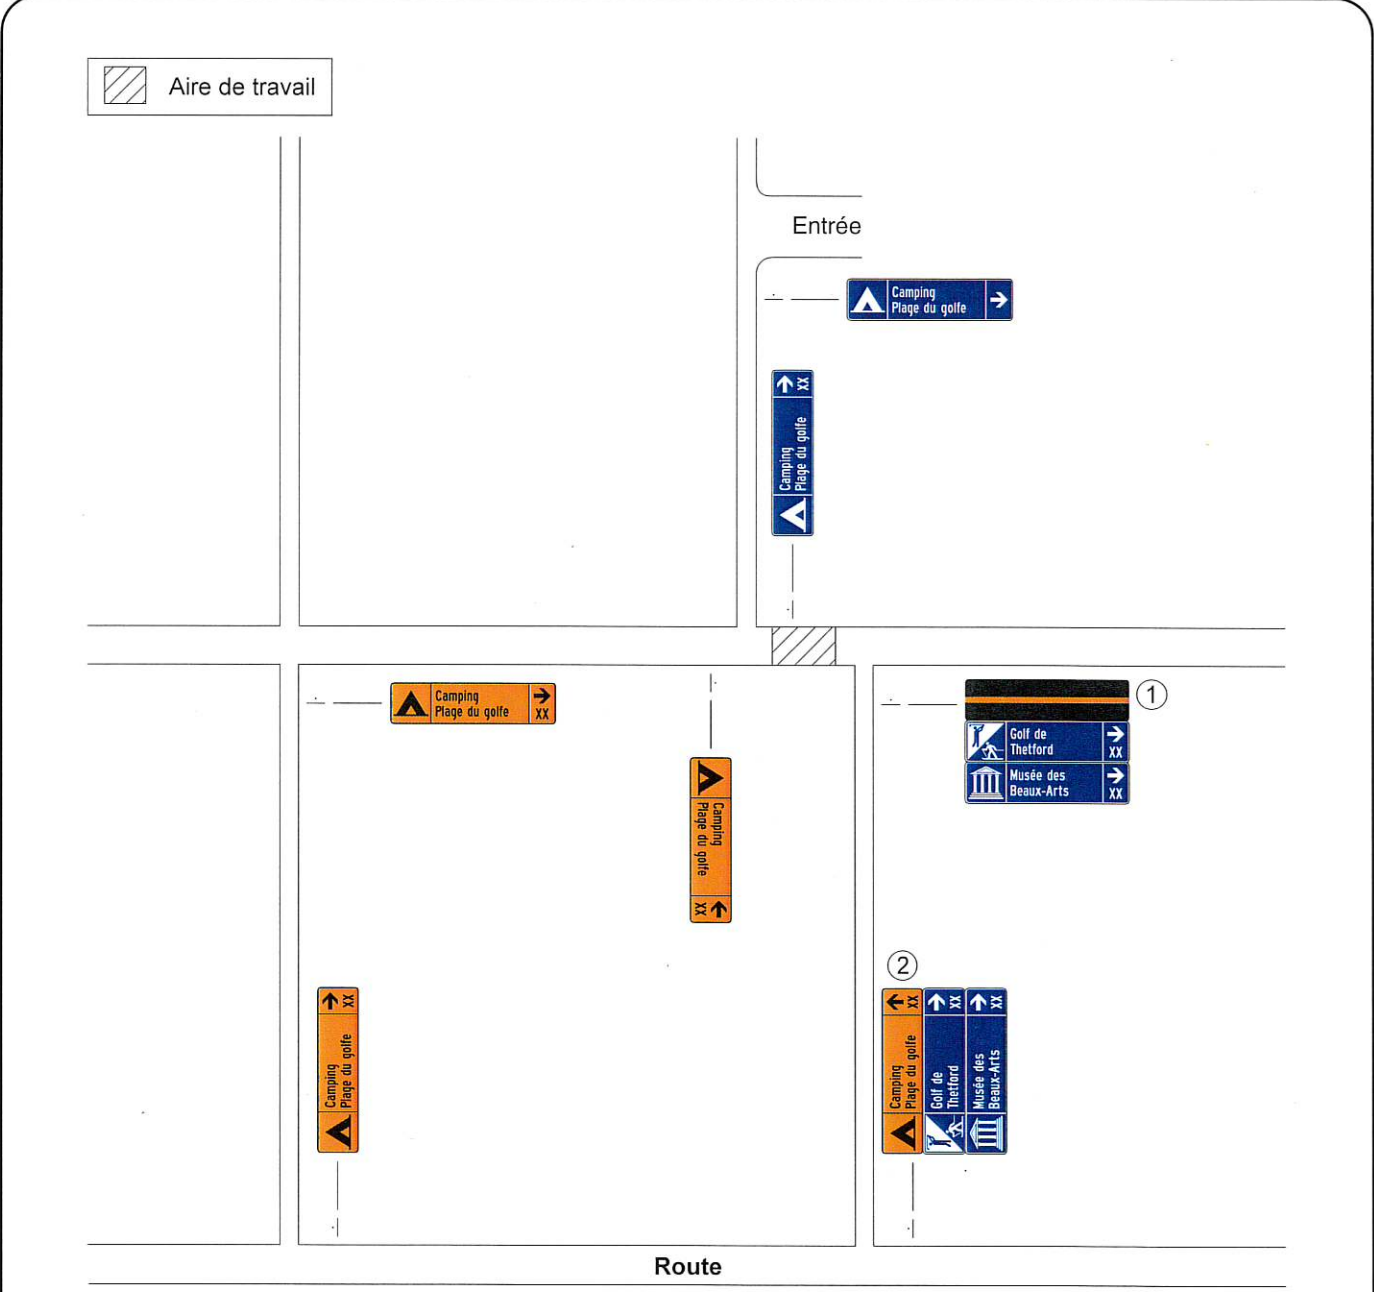 Aire de travail
Entrée
Camping
Plage du golfe
XX
Camping
Plage du golfe
Camping
Plage du golfe
XX
Camping
Plage du golfe
XX
1
Golf de
Thetford
XX
Musée des
Beaux-Arts
XX
2
XX
Camping
Plage du golfe
XX
Camping
Plage du golfe
XX
Golf de
Thetford
XX
Musée des
Beaux-Arts
Route